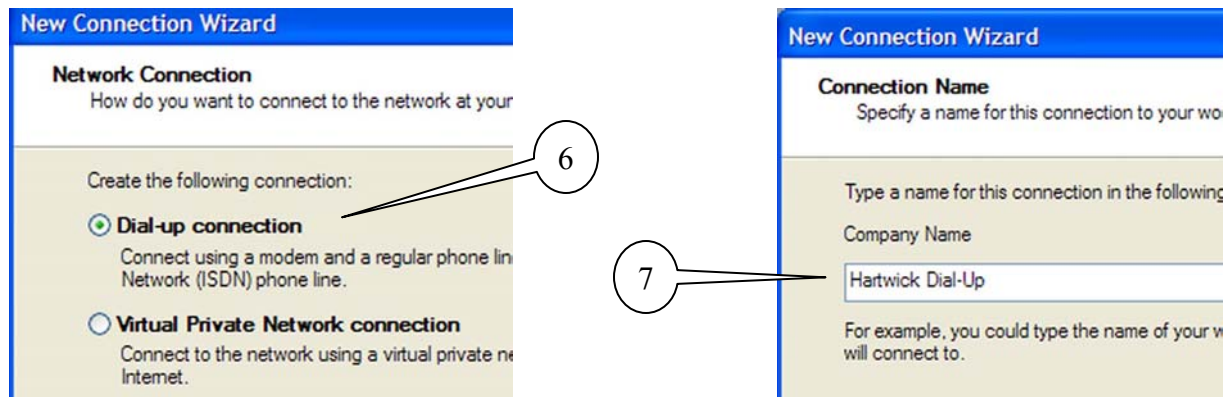 New Connection Wizard
Network Connection
How do you want to connect to the network at your
Create the following connection:
Dial-up connection
Connect using a modem and a regular phone
Network (ISDN) phone line.
Virtual Private Network connection
Connect to the network using a virtual private
Internet.
6
New Connection Wizard
Connection Name
Specify a name for this connection to your
Type a name for this connection in the following
Company Name
Hartwick Dial-Up
For example, you could type the name of your
will connect to.
7